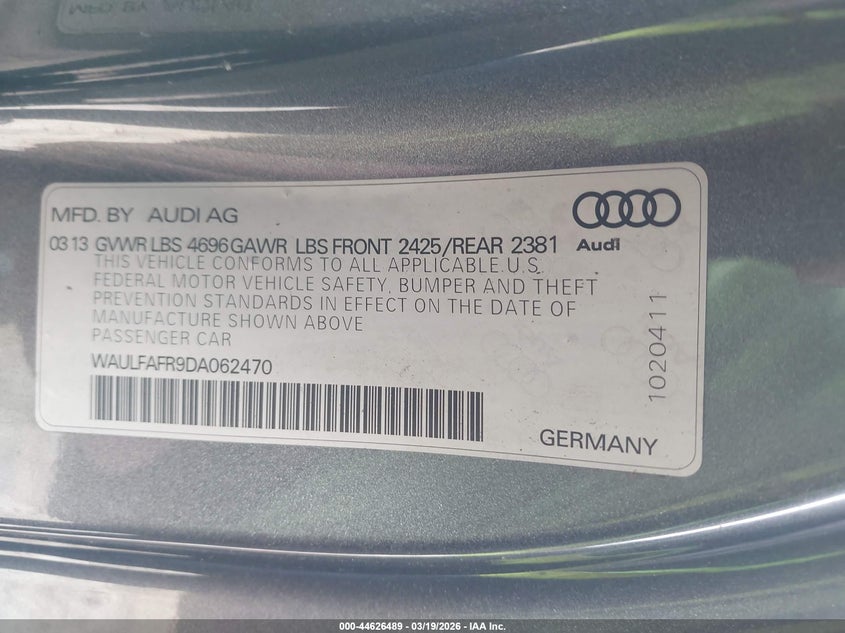 MFD. BY AUDI AG
03 13 GVWR LBS 4696 GAWR LBS FRONT 2425/REAR 2381
Audi
THIS VEHICLE CONFORMS TO ALL APPLICABLE U.S.
FEDERAL MOTOR VEHICLE SAFETY, BUMPER AND THEFT
PREVENTION STANDARDS IN EFFECT ON THE DATE OF
MANUFACTURE SHOWN ABOVE
PASSENGER CAR
WAULFAFR9DA062470
1020411
GERMANY
000-44626489 - 03/19/2026 - IAA Inc.